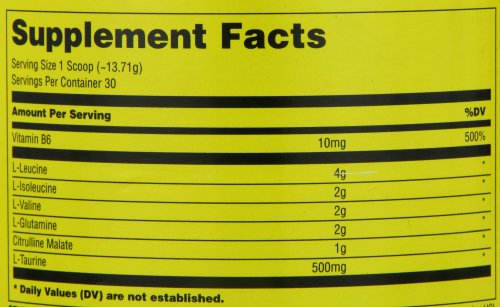 Supplement Facts
Serving Size 1 Scoop (~13.71g)
Servings Per Container 30
Amount Per Serving %DV
Vitamin B6 10mg 500%
L-Leucine 4g *
L-Isoleucine 2g *
L-Valine 2g *
L-Glutamine 2g *
Citrulline Malate 1g *
L-Taurine 500mg *
* Daily Values (DV) are not established.